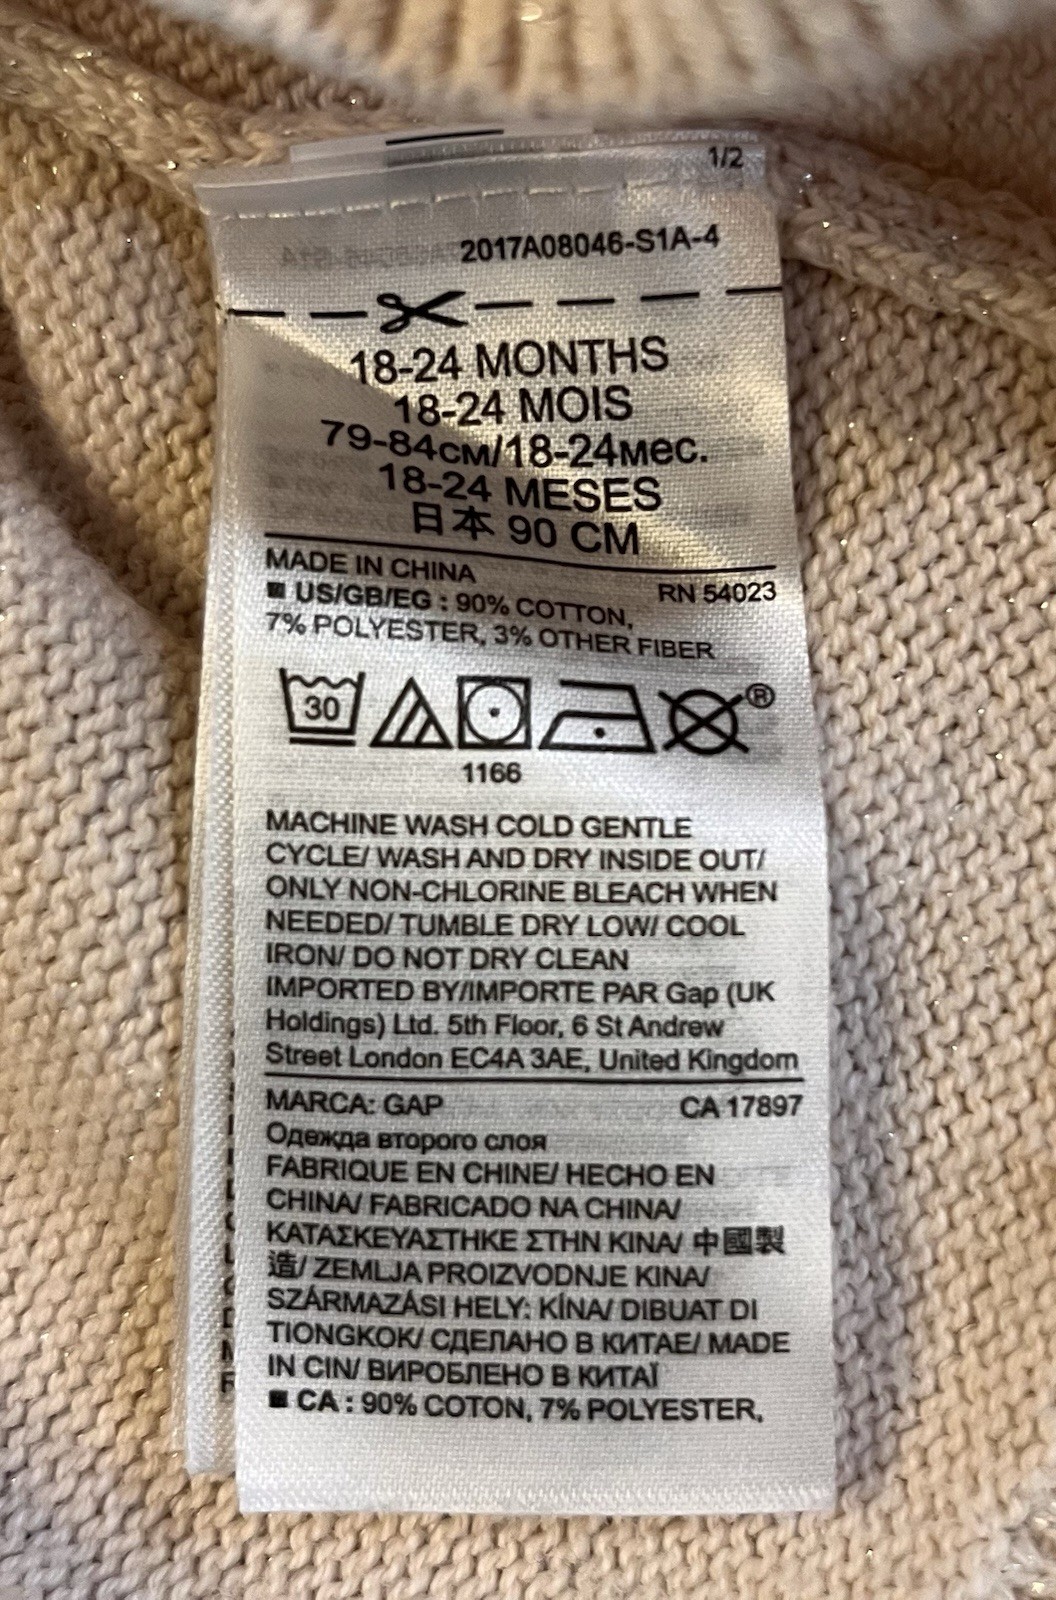 1/2
2017A08046-S1A-4
18-24 MONTHS
18-24 MOIS
79-84см/18-24мес.
18-24 MESES
日本 90 CM
MADE IN CHINA
RN 54023
US/GB/EG : 90% COTTON,
7% POLYESTER, 3% OTHER FIBER
30
®
1166
MACHINE WASH COLD GENTLE
CYCLE/ WASH AND DRY INSIDE OUT/
ONLY NON-CHLORINE BLEACH WHEN
NEEDED/ TUMBLE DRY LOW/ COOL
IRON/ DO NOT DRY CLEAN
IMPORTED BY/IMPORTE PAR Gap (UK
Holdings) Ltd. 5th Floor, 6 St Andrew
Street London EC4A 3AE, United Kingdom
MARCA: GAP
CA 17897
Одежда второго слоя
FABRIQUE EN CHINE/ HECHO EN
CHINA/ FABRICADO NA CHINA/
ΚΑΤΑΣΚΕΥΑΣΤΗΚΕ ΣΤΗΝ ΚΙΝΑ/ 中國製
造/ ZEMLJA PROIZVODNJE KINA/
SZÁRMAZÁSI HELY: KÍNA/ DIBUAT DI
TIONGKOK/ СДЕЛАНО В КИТАЕ/ MADE
IN CIN/ ВИРОБЛЕНО В КИТАЇ
CA : 90% COTON, 7% POLYESTER,